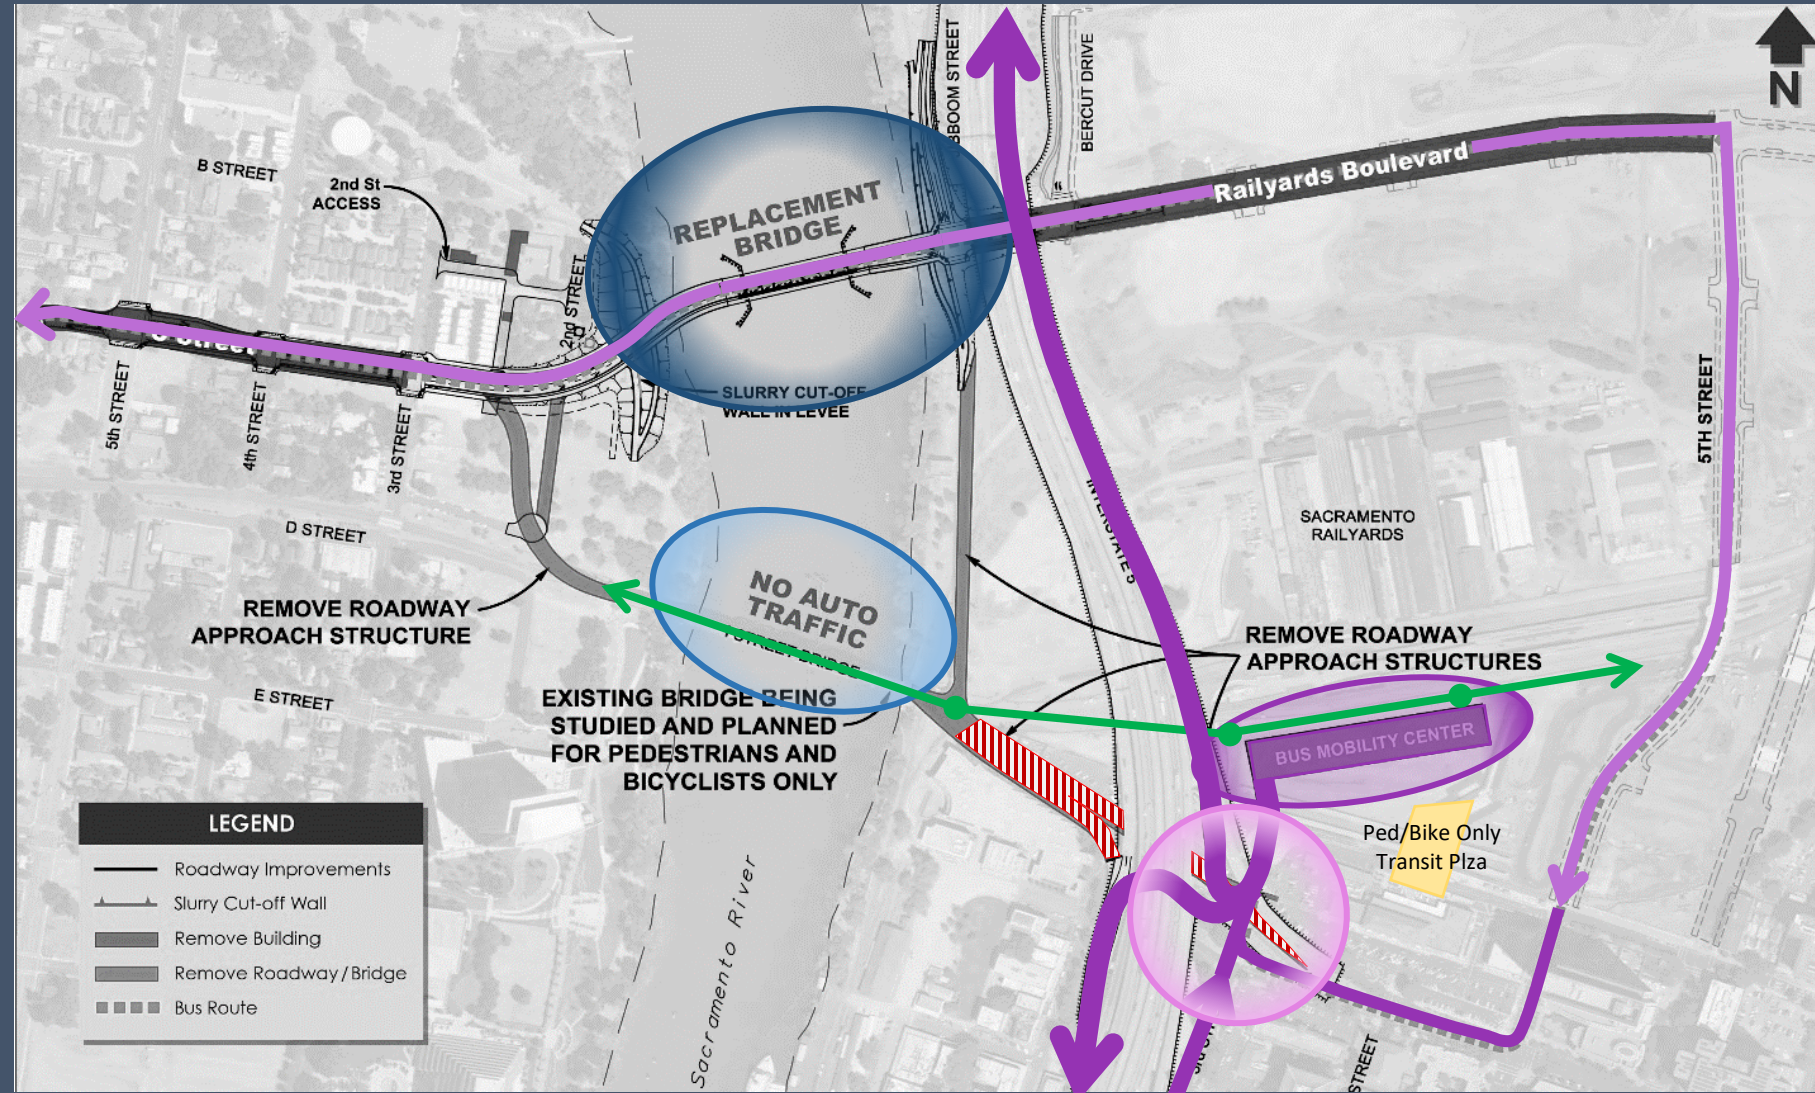 N
BERCUT DRIVE
B STREET
2nd St
ACCESS
REPLACEMENT
BRIDGE
Railyards Boulevard
2nd STREET
5th STREET
4th STREET
3rd STREET
SLURRY CUT-OFF
WALL IN LEVEE
5TH STREET
INTERSTATE 5
SACRAMENTO
RAILYARDS
D STREET
NO AUTO
TRAFFIC
REMOVE ROADWAY
APPROACH STRUCTURE
REMOVE ROADWAY
APPROACH STRUCTURES
E STREET
EXISTING BRIDGE BEING
STUDIED AND PLANNED
FOR PEDESTRIANS AND
BICYCLISTS ONLY
BUS MOBILITY CENTER
Ped/Bike Only
Transit Plza
LEGEND
Roadway Improvements
Slurry Cut-off Wall
Remove Building
Remove Roadway/Bridge
Bus Route
Sacramento River
STREET